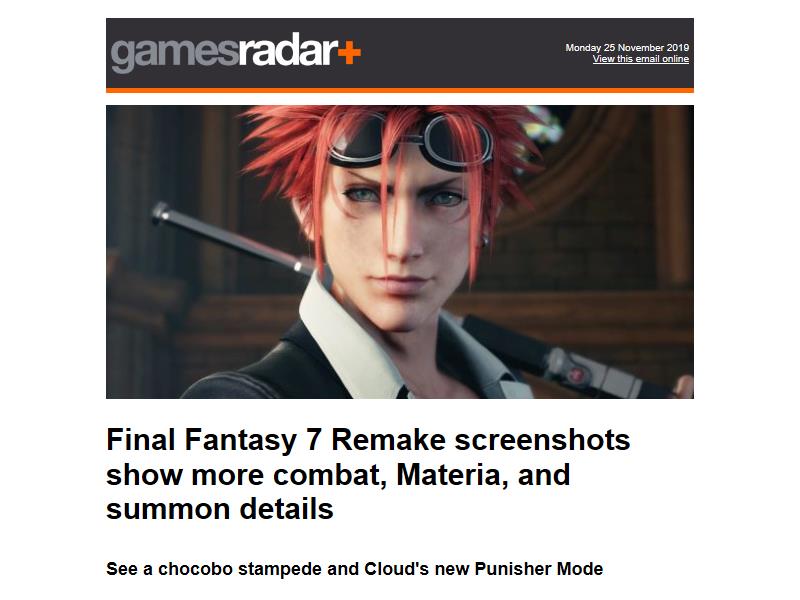 gamesradar+
Monday 25 November 2019
View this email online
Final Fantasy 7 Remake screenshots
show more combat, Materia, and
summon details
See a chocobo stampede and Cloud's new Punisher Mode